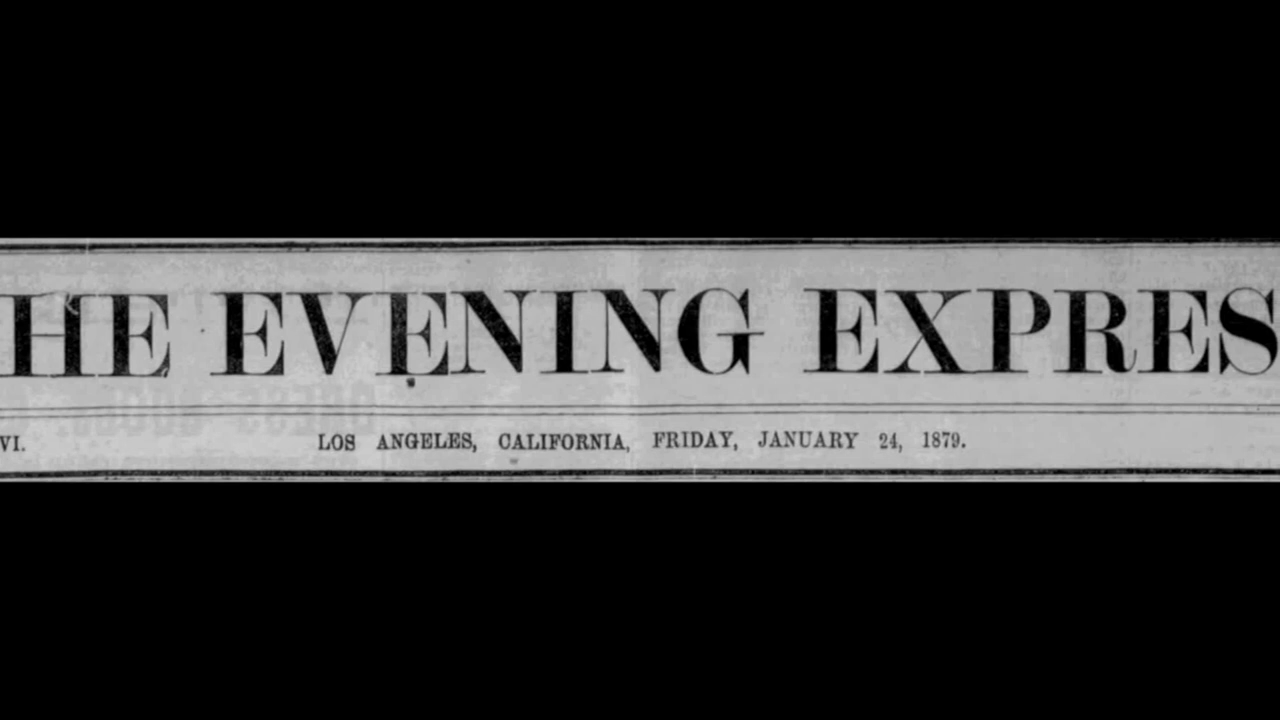 HE EVENING EXPRES
VI. LOS ANGELES, CALIFORNIA, FRIDAY, JANUARY 24, 1879.